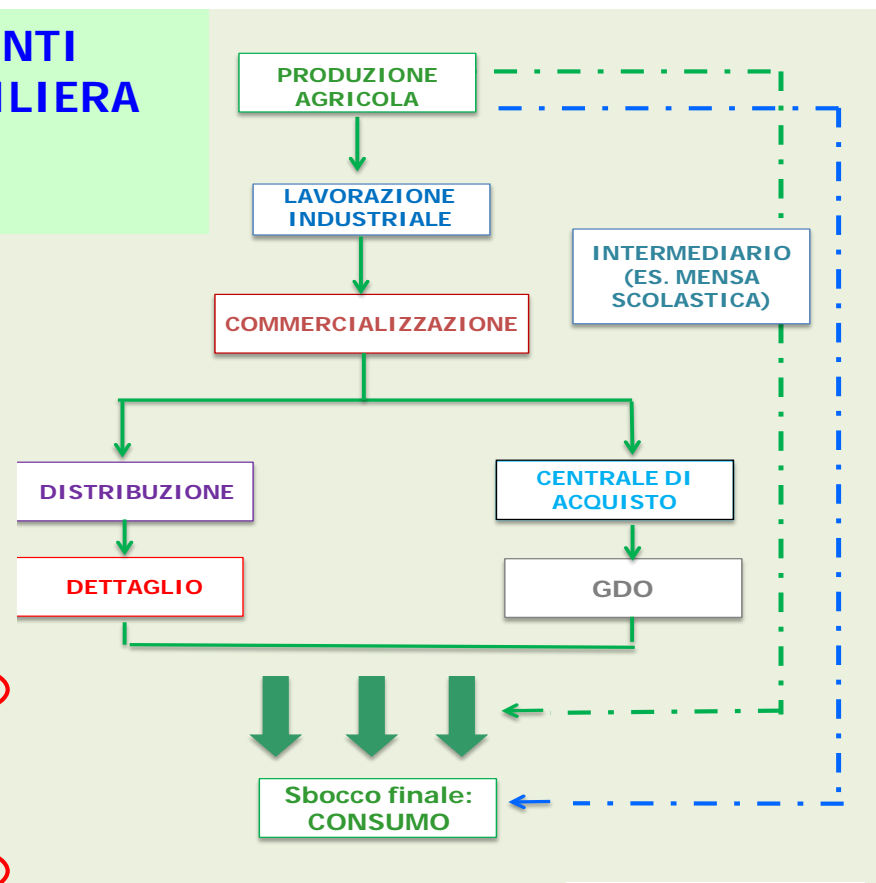 NTI
ILIERA
PRODUZIONE
AGRICOLA
LAVORAZIONE
INDUSTRIALE
INTERMEDIARIO
(ES. MENSA
SCOLASTICA)
COMMERCIALIZZAZIONE
DISTRIBUZIONE
CENTRALE DI
ACQUISTO
DETTAGLIO
GDO
Sbocco finale:
CONSUMO